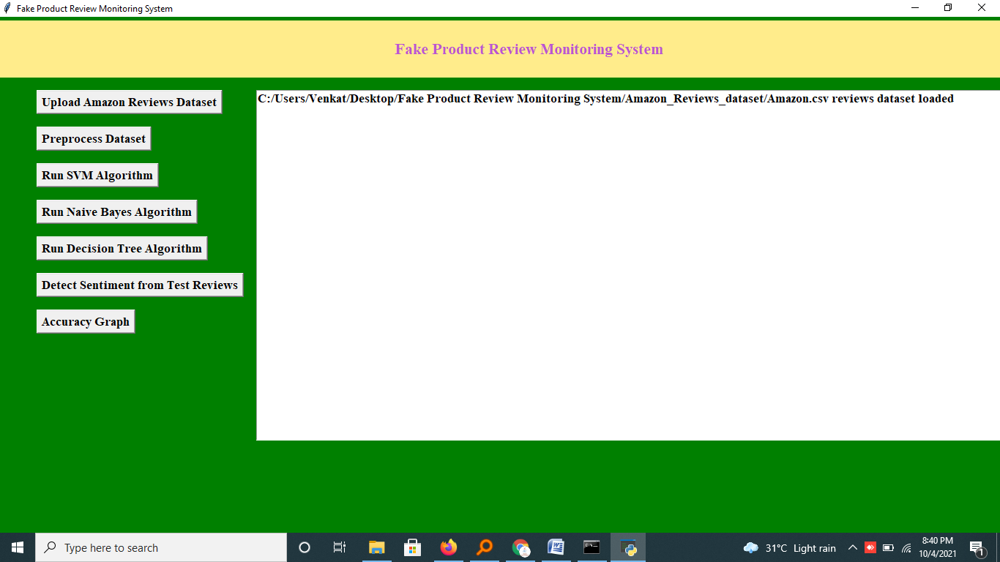 Fake Product Review Monitoring System
Fake Product Review Monitoring System
Upload Amazon Reviews Dataset
C:/Users/Venkat/Desktop/Fake Product Review Monitoring System/Amazon_Reviews_dataset/Amazon.csv reviews dataset loaded
Preprocess Dataset
Run SVM Algorithm
Run Naive Bayes Algorithm
Run Decision Tree Algorithm
Detect Sentiment from Test Reviews
Accuracy Graph
Type here to search
31°C Light rain
8:40 PM
10/4/2021
1